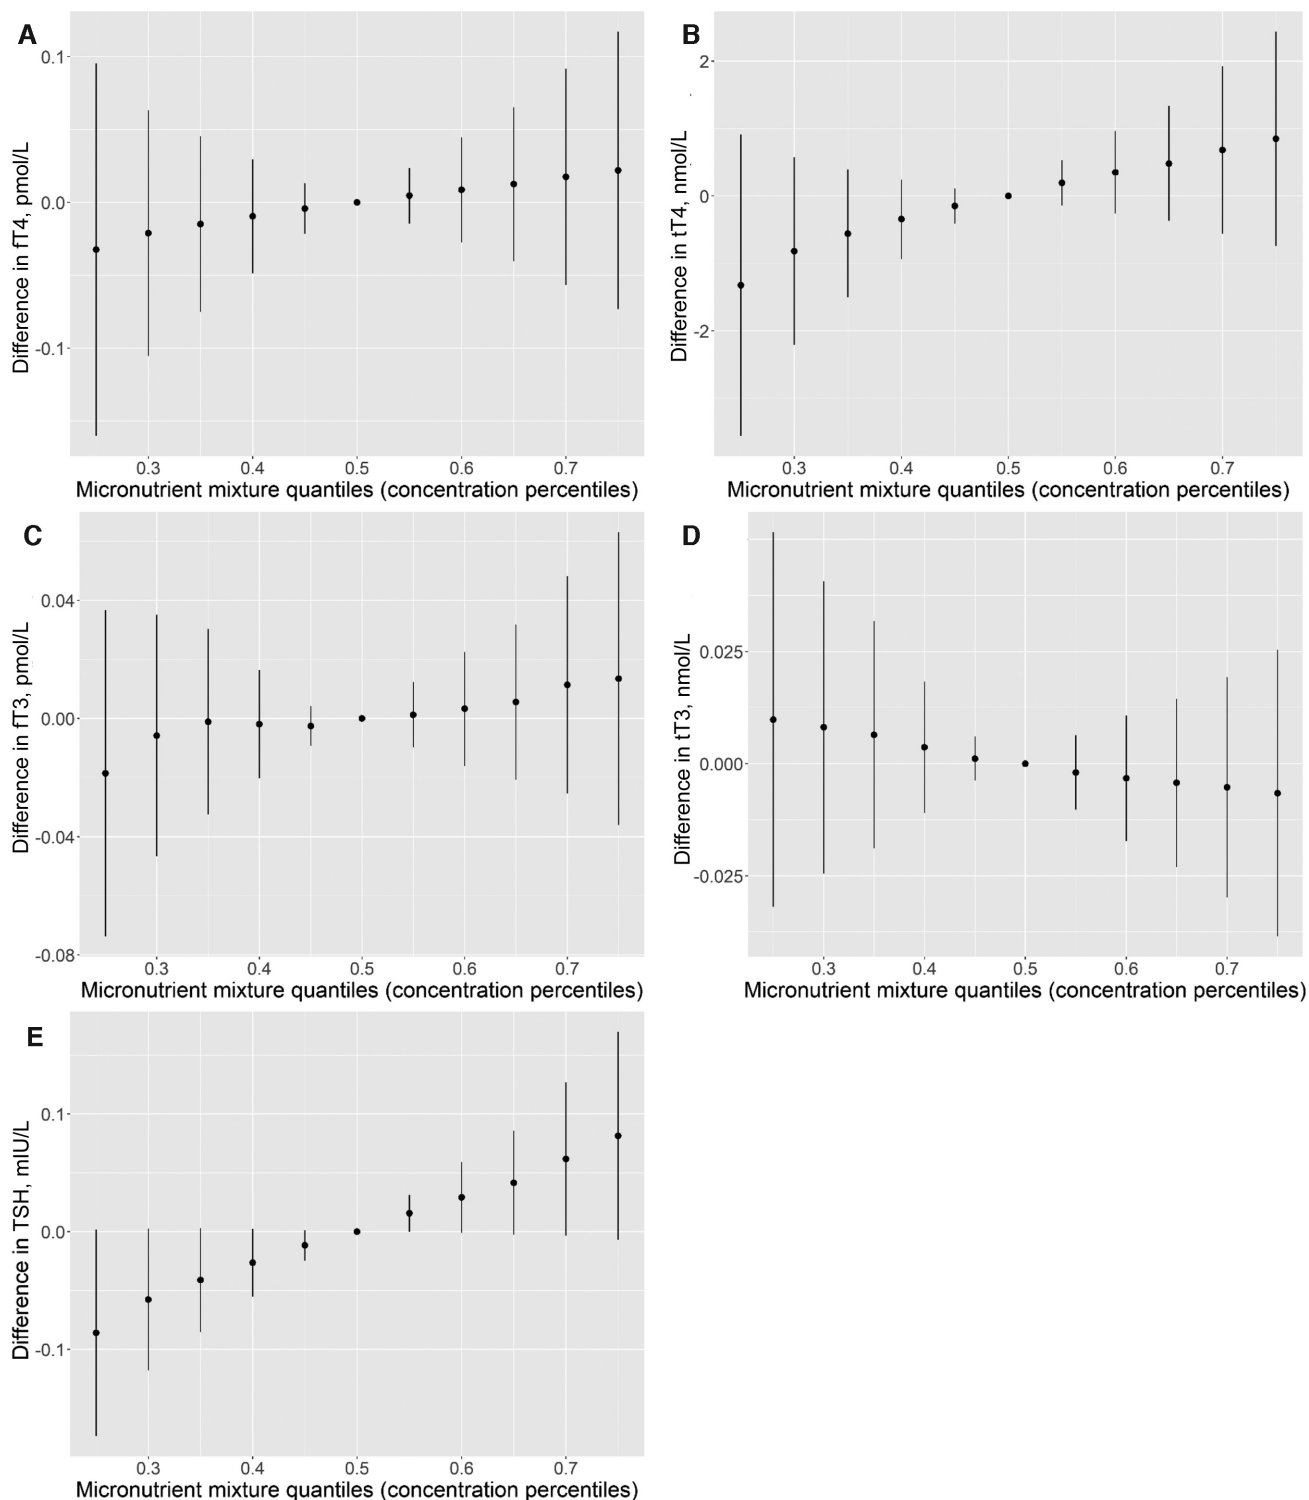 A
0.1
0.0
-0.1
Difference in fT4, pmol/L
0.3 0.4 0.5 0.6 0.7
Micronutrient mixture quantiles (concentration percentiles)
B
2
0
-2
Difference in tT4, nmol/L
0.3 0.4 0.5 0.6 0.7
Micronutrient mixture quantiles (concentration percentiles)
C
0.04
0.00
-0.04
-0.08
Difference in fT3, pmol/L
0.3 0.4 0.5 0.6 0.7
Micronutrient mixture quantiles (concentration percentiles)
D
0.025
0.000
-0.025
Difference in tT3, nmol/L
0.3 0.4 0.5 0.6 0.7
Micronutrient mixture quantiles (concentration percentiles)
E
0.1
0.0
-0.1
Difference in TSH, mIU/L
0.3 0.4 0.5 0.6 0.7
Micronutrient mixture quantiles (concentration percentiles)